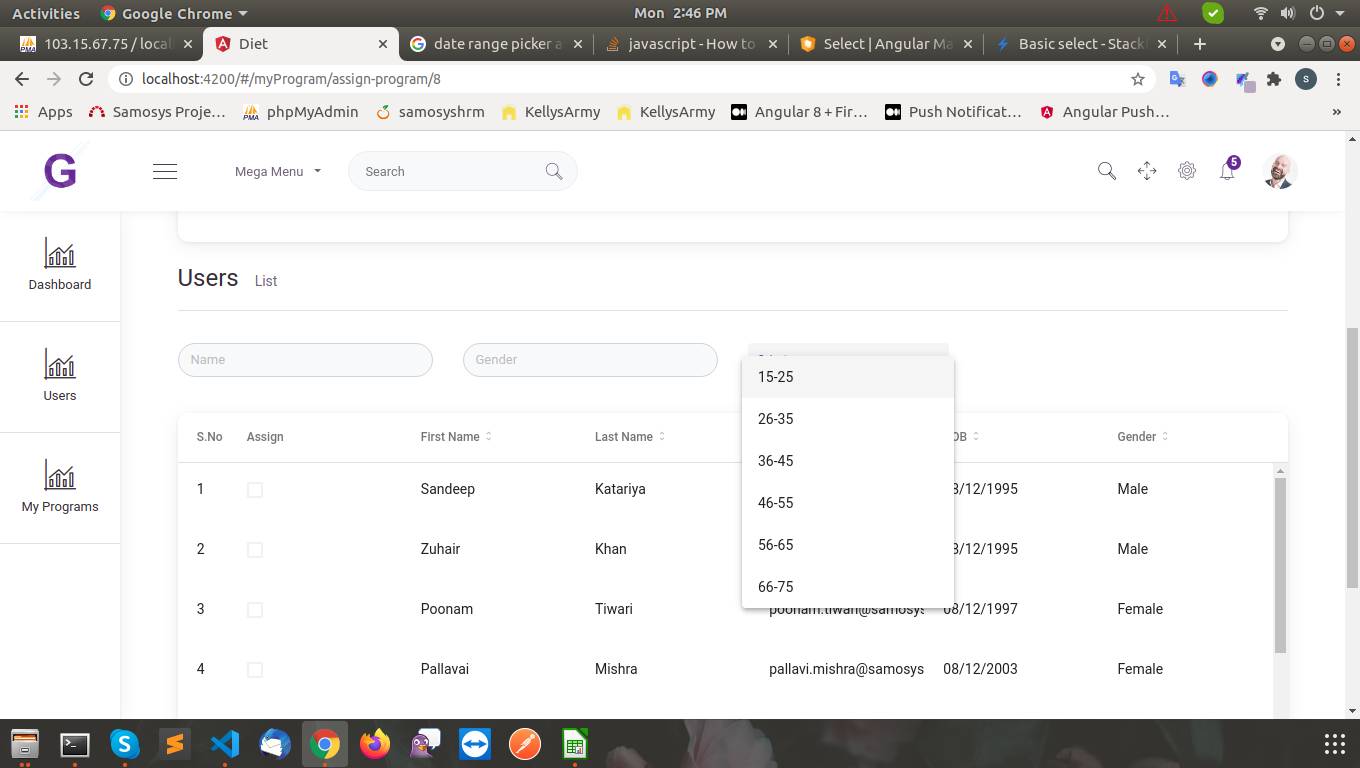 Activities Google Chrome Mon 2:46 PM
103.15.67.75 / local Diet date range picker a javascript - How to Select | Angular Ma Basic select - Stack
localhost:4200/#/myProgram/assign-program/8 S
Apps Samosys Proje... phpMyAdmin samosyshrm KellysArmy KellysArmy Angular 8 + Fir... Push Notificat... Angular Push... »
G Mega Menu Search 5
Users List
Dashboard
Name Gender
15-25
Users
26-35
S.No Assign First Name Last Name OB Gender
36-45
1 Sandeep Katariya 8/12/1995 Male
46-55
My Programs
2 Zuhair Khan 8/12/1995 Male
56-65
66-75
3 Poonam Tiwari poonam.tiwari@samosys 08/12/1997 Female
4 Pallavai Mishra pallavi.mishra@samosys 08/12/2003 Female